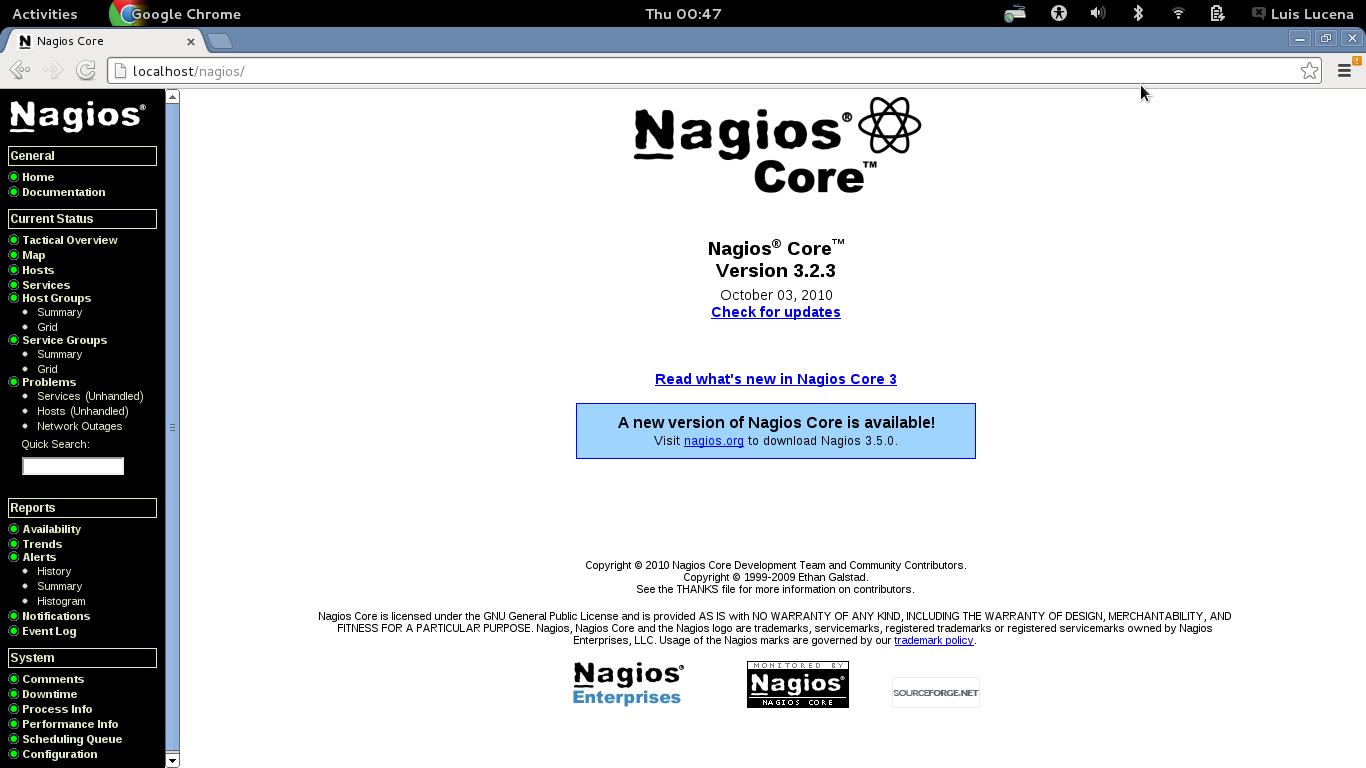 Activities
Google Chrome
Thu 00:47
Luis Lucena
Nagios Core
localhost/nagios/
Nagios®
General
Home
Documentation
Current Status
Tactical Overview
Map
Hosts
Services
Host Groups
Summary
Grid
Service Groups
Summary
Grid
Problems
Services (Unhandled)
Hosts (Unhandled)
Network Outages
Quick Search:
Reports
Availability
Trends
Alerts
History
Summary
Histogram
Notifications
Event Log
System
Comments
Downtime
Process Info
Performance Info
Scheduling Queue
Configuration
Nagios®
Core™
Nagios® Core™
Version 3.2.3
October 03, 2010
Check for updates
Read what's new in Nagios Core 3
A new version of Nagios Core is available!
Visit nagios.org to download Nagios 3.5.0.
Copyright © 2010 Nagios Core Development Team and Community Contributors.
Copyright © 1999-2009 Ethan Galstad.
See the THANKS file for more information on contributors.
Nagios Core is licensed under the GNU General Public License and is provided AS IS with NO WARRANTY OF ANY KIND, INCLUDING THE WARRANTY OF DESIGN, MERCHANTABILITY, AND
FITNESS FOR A PARTICULAR PURPOSE. Nagios, Nagios Core and the Nagios logo are trademarks, servicemarks, registered trademarks or registered servicemarks owned by Nagios
Enterprises, LLC. Usage of the Nagios marks are governed by our trademark policy.
Nagios®
Enterprises
MONITORED BY
Nagios®
NAGIOS CORE
SOURCEFORGE.NET